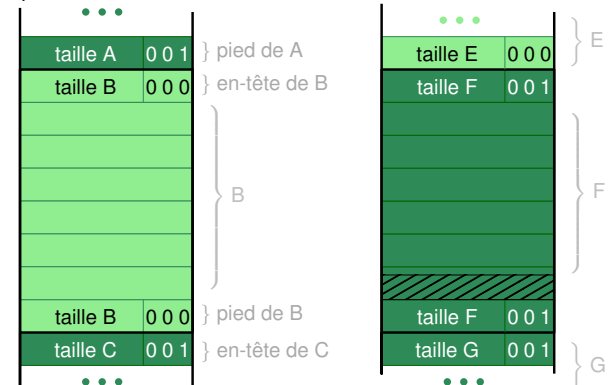 • • •
taille A 0 0 1 } pied de A
taille B 0 0 0 } en-tête de B
B
taille B 0 0 0 } pied de B
taille C 0 0 1 } en-tête de C
• • •
• • •
E
taille E 0 0 0
taille F 0 0 1
F
taille F 0 0 1
taille G 0 0 1
G
• • •